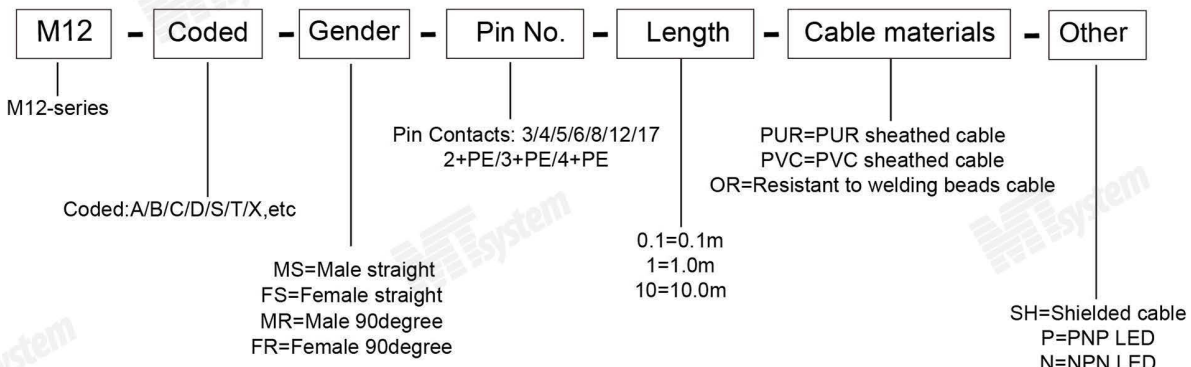 M12 - Coded - Gender - Pin No. - Length - Cable materials - Other
M12-series
Pin Contacts: 3/4/5/6/8/12/17
2+PE/3+PE/4+PE
PUR=PUR sheathed cable
PVC=PVC sheathed cable
OR=Resistant to welding beads cable
Coded:A/B/C/D/S/T/X,etc
0.1=0.1m
1=1.0m
10=10.0m
MS=Male straight
FS=Female straight
MR=Male 90degree
FR=Female 90degree
SH=Shielded cable
P=PNP LED
N=NPN LED
MTsystem
MTsystem
system